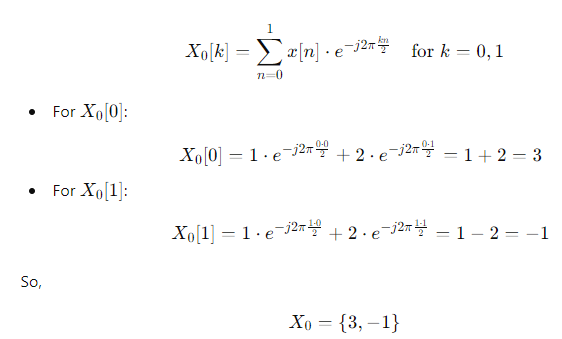 $X_0[k] = \sum_{n=0}^{1} x[n] \cdot e^{-j2\pi \frac{kn}{2}} \quad \text{for } k = 0, 1$
• For $X_0[0]$:
$X_0[0] = 1 \cdot e^{-j2\pi \frac{0 \cdot 0}{2}} + 2 \cdot e^{-j2\pi \frac{0 \cdot 1}{2}} = 1 + 2 = 3$
• For $X_0[1]$:
$X_0[1] = 1 \cdot e^{-j2\pi \frac{1 \cdot 0}{2}} + 2 \cdot e^{-j2\pi \frac{1 \cdot 1}{2}} = 1 - 2 = -1$
So,
$X_0 = \{3, -1\}$